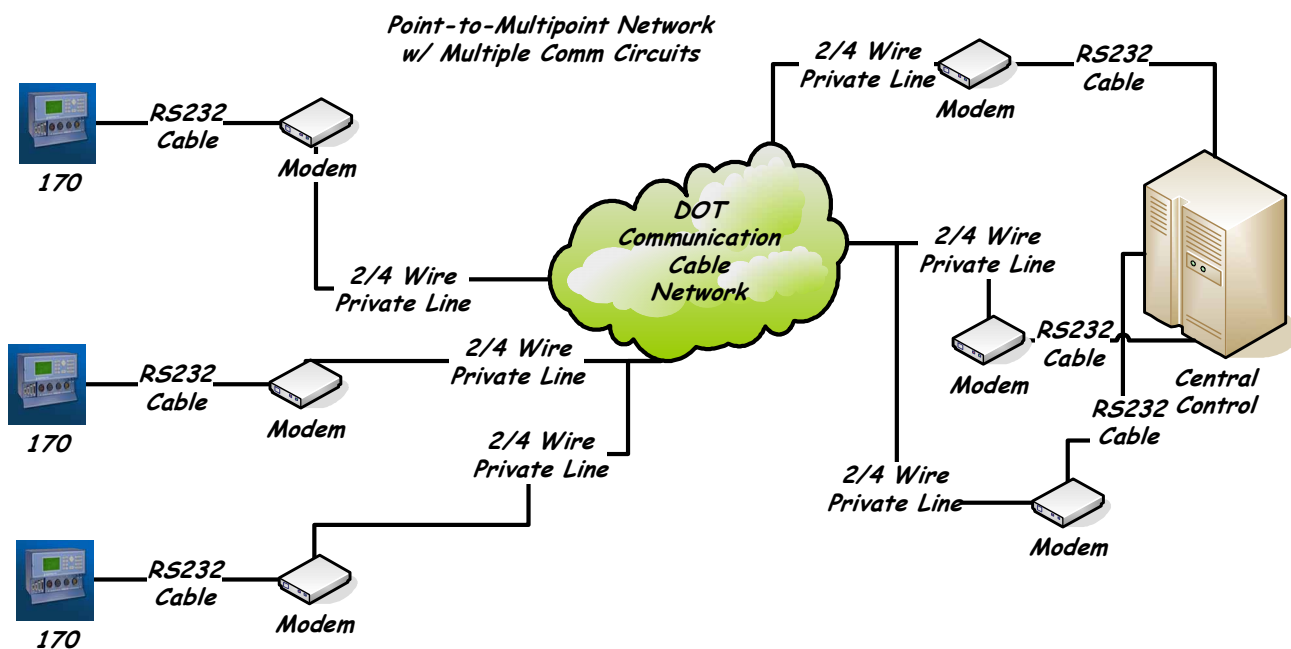 Point-to-Multipoint Network
w/ Multiple Comm Circuits
RS232
Cable
Modem
170
2/4 Wire
Private Line
RS232
Cable
Modem
170
2/4 Wire
Private Line
2/4 Wire
Private Line
RS232
Cable
Modem
170
DOT
Communication
Cable
Network
2/4 Wire
Private Line
Modem
RS232
Cable
2/4 Wire
Private Line
Modem
RS232
Cable
Central
Control
RS232
Cable
2/4 Wire
Private Line
Modem